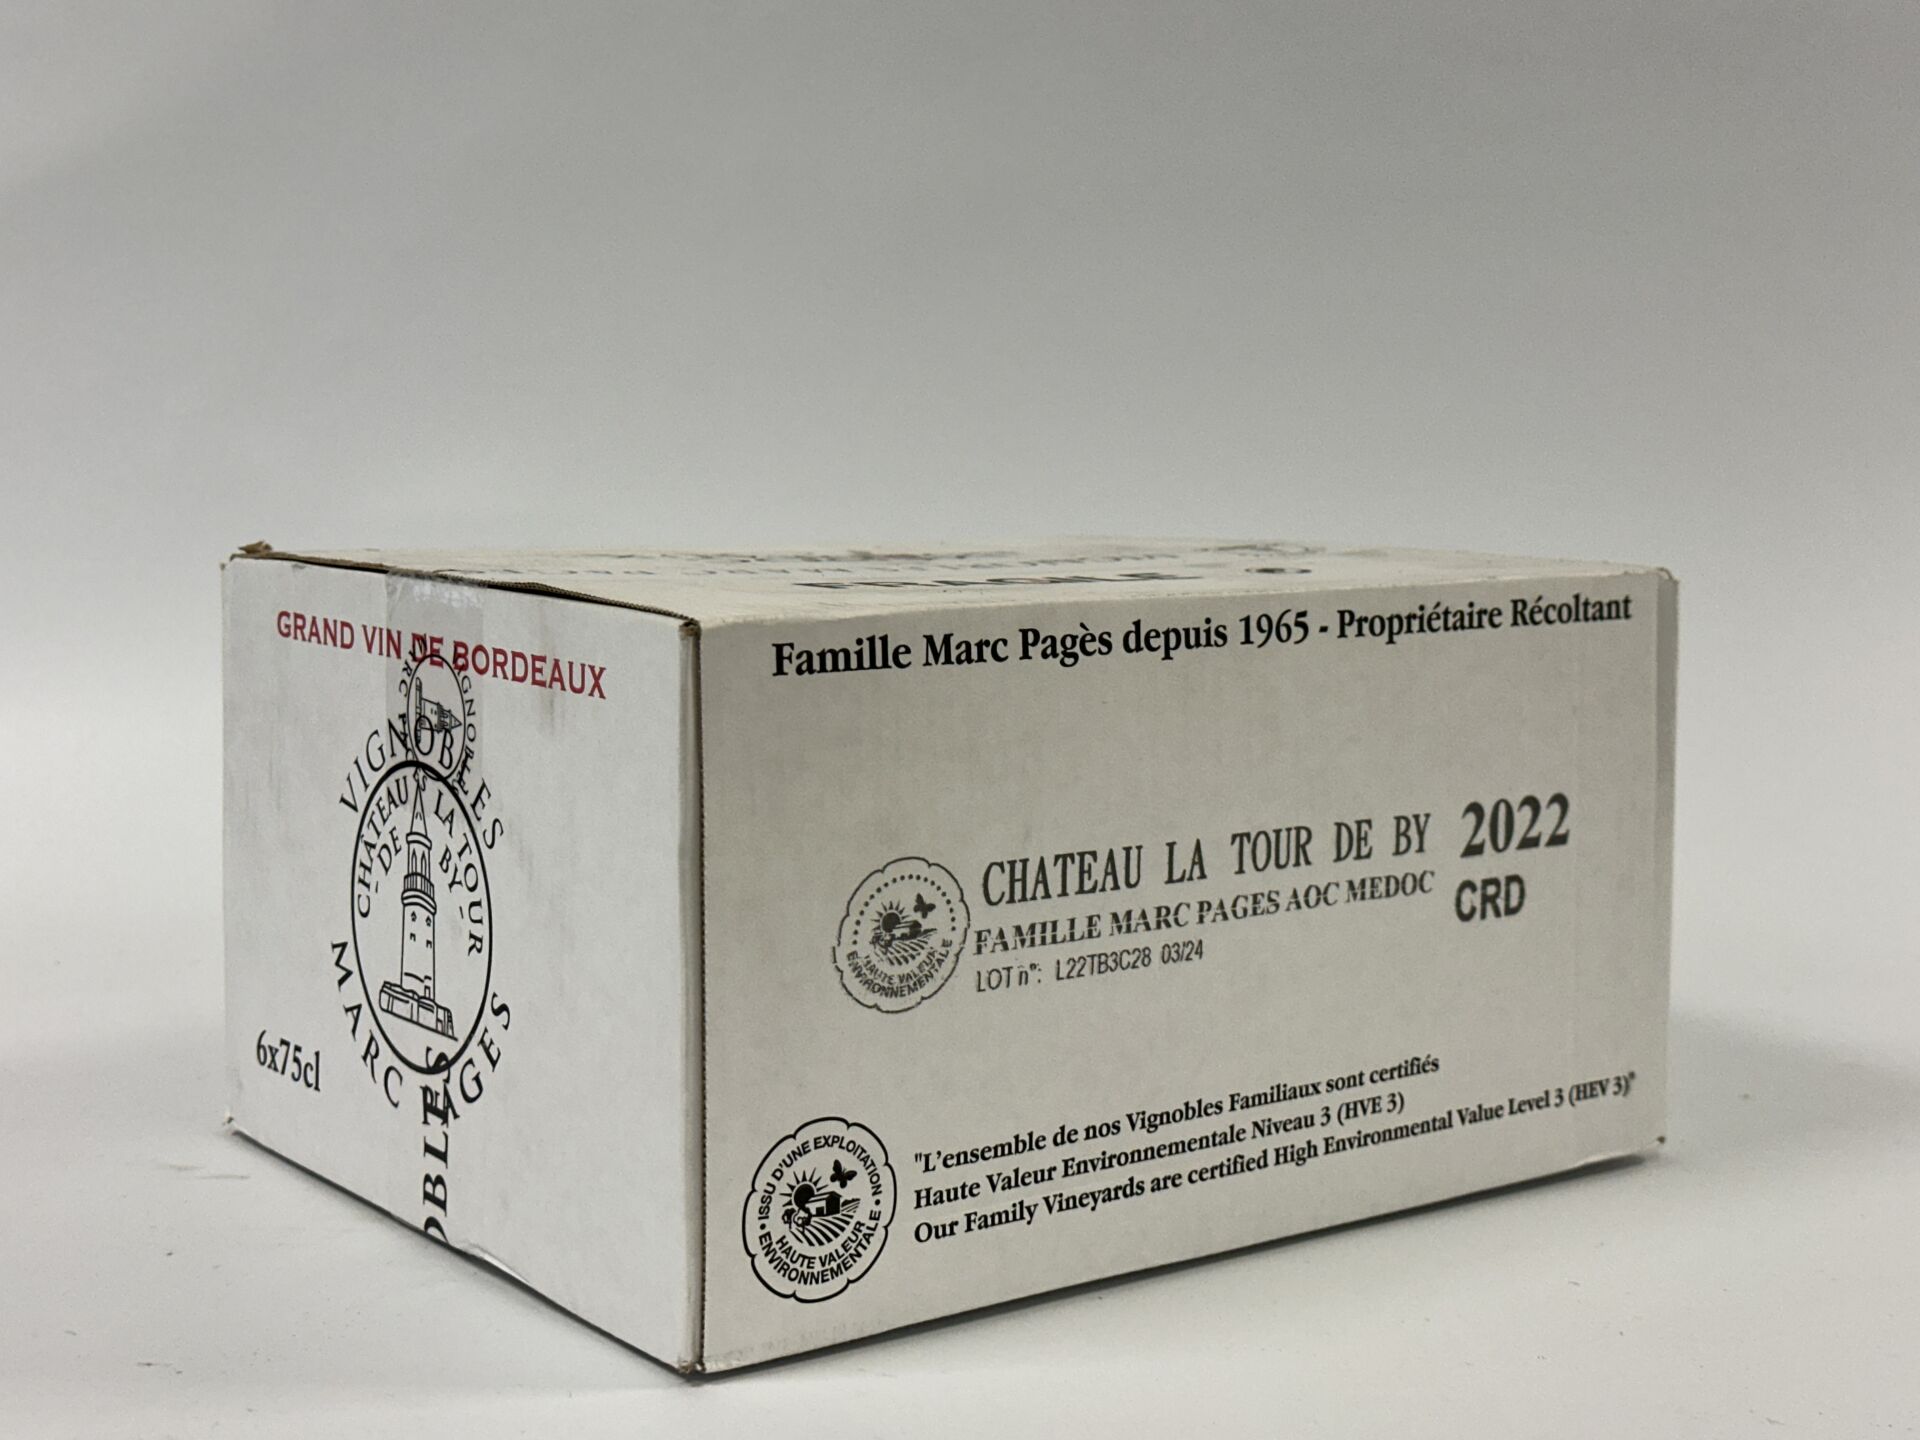 FRAGILE
GRAND VIN DE BORDEAUX
VIGNOBLES
CHÂTEAU LA TOUR
- DE BY -
MARC PAGES
6x75cl
OBLES
Famille Marc Pagès depuis 1965 - Propriétaire Récoltant
CHATEAU LA TOUR DE BY 2022
FAMILLE MARC PAGES AOC MEDOC CRD
LOT n°: L22TB3C28 03/24
HAUTE VALEUR
ENVIRONNEMENTALE
"L'ensemble de nos Vignobles Familiaux sont certifiés
Haute Valeur Environnementale Niveau 3 (HVE 3)
Our Family Vineyards are certified High Environmental Value Level 3 (HEV 3)"
• ISSU D'UNE EXPLOITATION •
HAUTE VALEUR
ENVIRONNEMENTALE